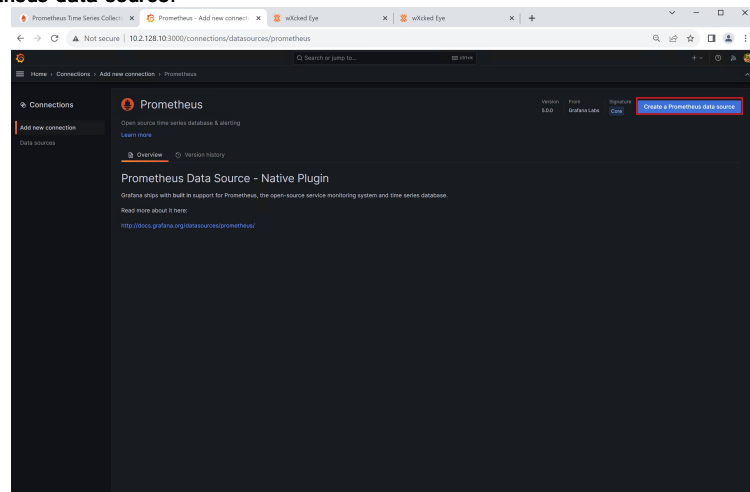 neus data source.
Prometheus Time Series Collecti
Prometheus - Add new connecti
wXcked Eye
wXcked Eye
Not secure | 10.2.128.10:3000/connections/datasources/prometheus
Search or jump to...
ctrl+k
Home › Connections › Add new connection › Prometheus
Connections
Add new connection
Data sources
Prometheus
Open source time series database & alerting
Learn more
Version
5.0.0
From
Grafana Labs
Signature
Core
Create a Prometheus data source
Overview
Version history
Prometheus Data Source - Native Plugin
Grafana ships with built in support for Prometheus, the open-source service monitoring system and time series database.
Read more about it here:
http://docs.grafana.org/datasources/prometheus/